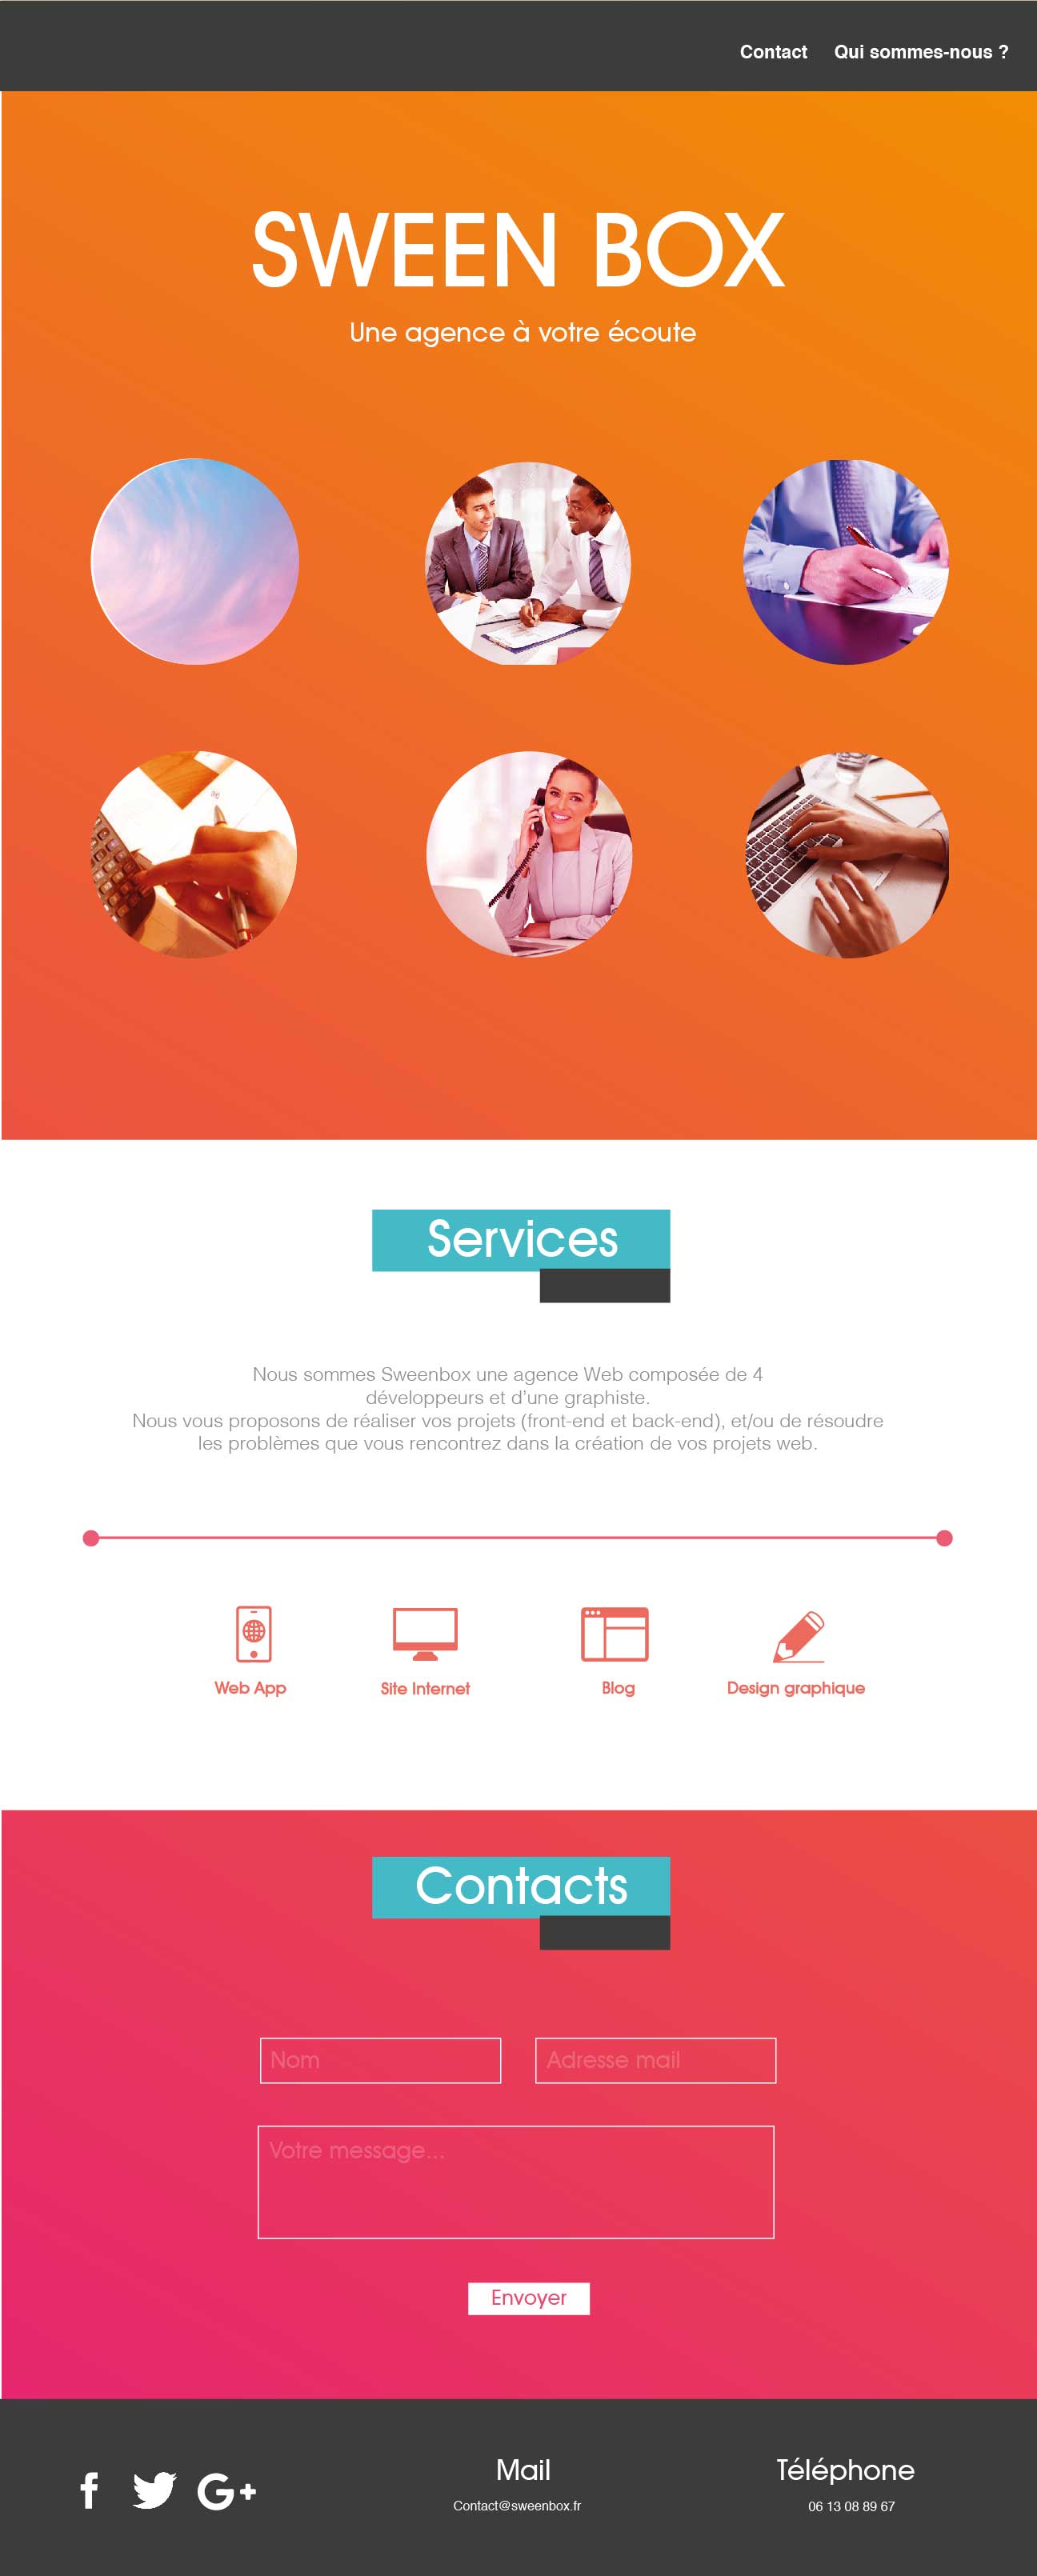 Contact Qui sommes-nous ?
SWEEN BOX
Une agence à votre écoute
Services
Nous sommes Sweenbox une agence Web composée de 4
développeurs et d’une graphiste.
Nous vous proposons de réaliser vos projets (front-end et back-end), et/ou de résoudre
les problèmes que vous rencontrez dans la création de vos projets web.
Web App Site Internet Blog Design graphique
Contacts
Nom Adresse mail
Votre message...
Envoyer
Mail Téléphone
Contact@sweenbox.fr 06 13 08 89 67